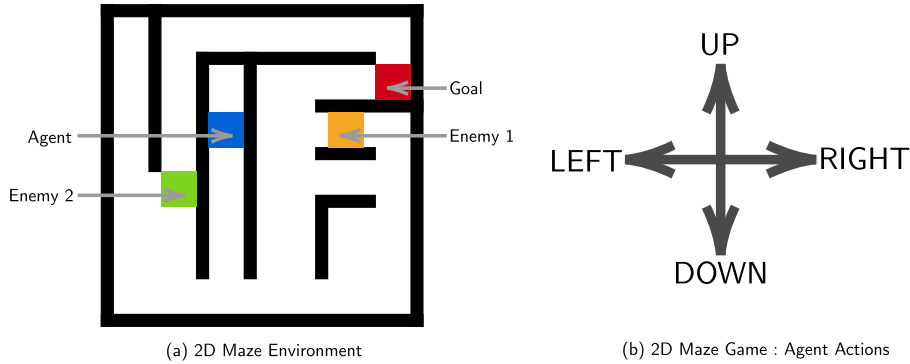 Goal
Agent
Enemy 1
Enemy 2
(a) 2D Maze Environment
UP
LEFT
RIGHT
DOWN
(b) 2D Maze Game : Agent Actions